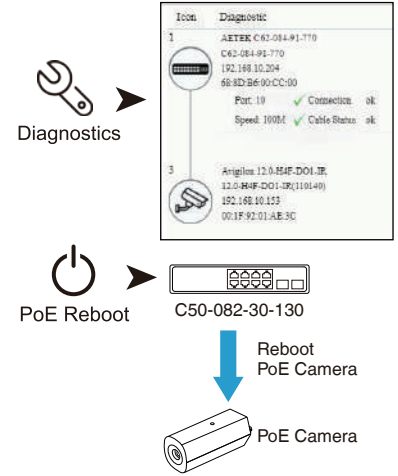 Icon Diagnostic
1 AETEK C62-084-91-770
C62-084-91-770
192.168.10.204
68:8D:B6:00:CC:00
Port: 10 Connection ok
Speed: 100M Cable Status ok
Diagnostics
3 Avigilon 12.0-H4F-DO1-IR
12.0-H4F-DO1-IR(110140)
192.168.10.153
00:1F:92:01:AE:3C
PoE Reboot
C50-082-30-130
Reboot
PoE Camera
PoE Camera